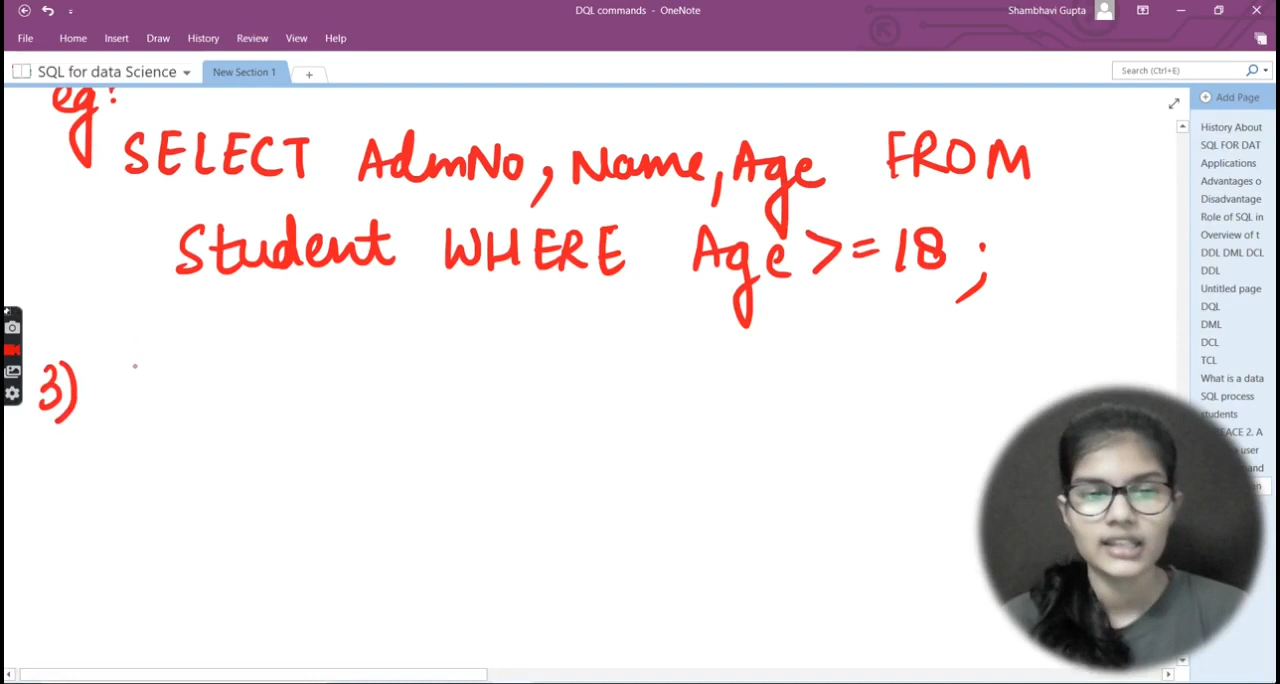 DQL commands - OneNote
Shambhavi Gupta
File Home Insert Draw History Review View Help
SQL for data Science
New Section 1
+
Search (Ctrl+E)
eg:
SELECT AdmNo, Name, Age FROM
Student WHERE Age >= 18 ;
3)
Add Page
History About
SQL FOR DAT
Applications
Advantages o
Disadvantage
Role of SQL in
Overview of t
DDL DML DCL
DDL
Untitled page
DQL
DML
DCL
TCL
What is a data
SQL process
students
FACE 2. A
user